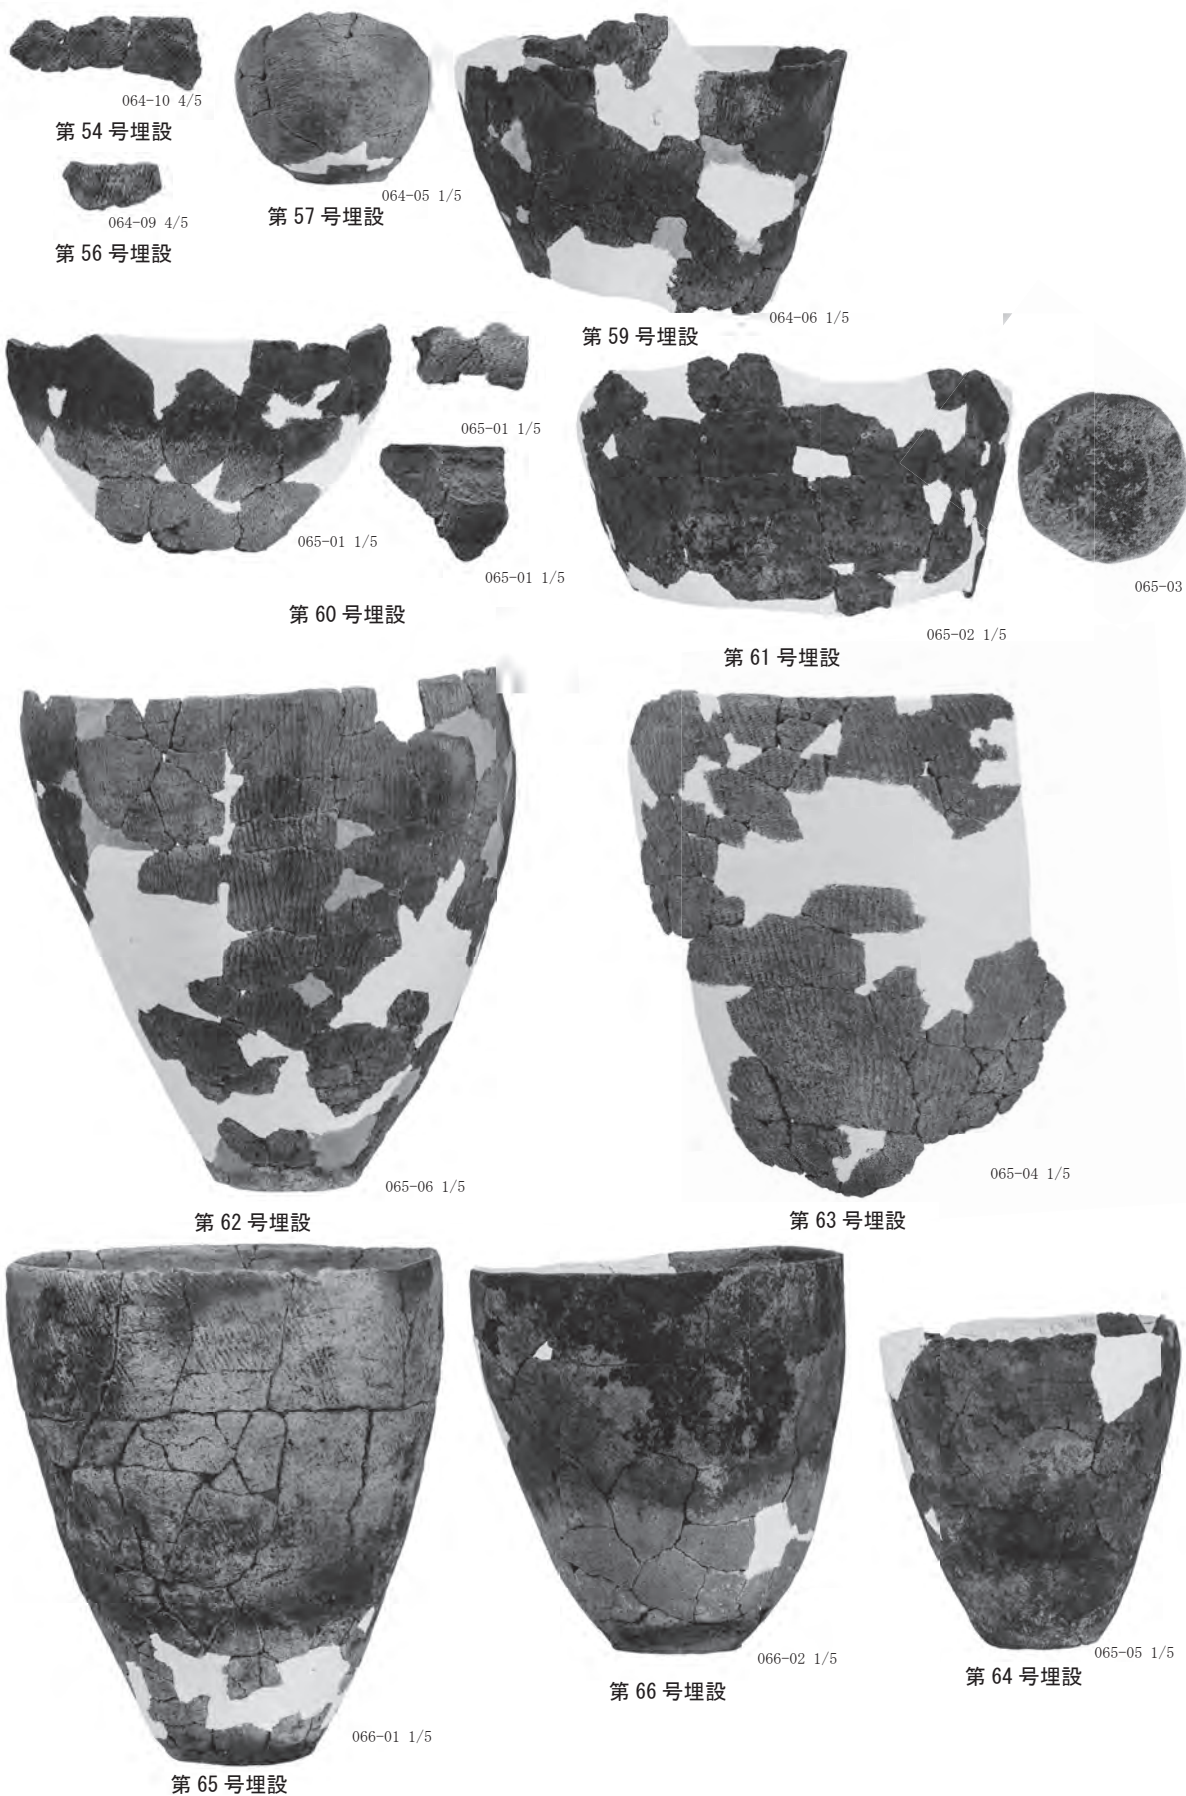 064-10 4/5
第 54 号埋設
064-09 4/5
第 56 号埋設
064-05 1/5
第 57 号埋設
064-06 1/5
第 59 号埋設
065-01 1/5
065-01 1/5
065-01 1/5
第 60 号埋設
065-03
065-02 1/5
第 61 号埋設
065-06 1/5
第 62 号埋設
065-04 1/5
第 63 号埋設
066-01 1/5
第 65 号埋設
066-02 1/5
第 66 号埋設
065-05 1/5
第 64 号埋設